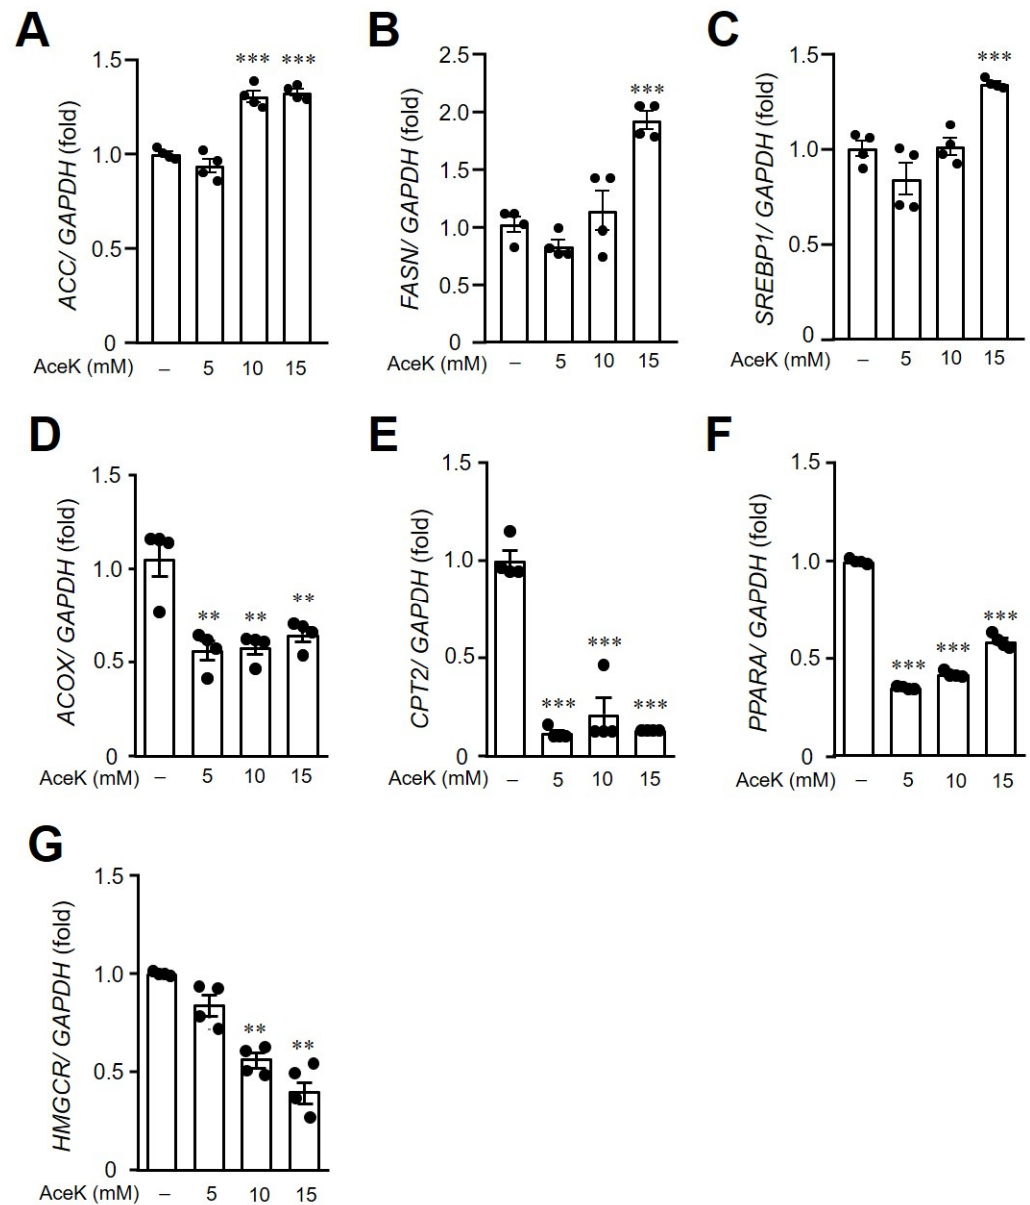 A
ACC/ GAPDH (fold)
1.5
1.0
0.5
0
*** ***
AceK (mM) – 5 10 15
B
FASN/ GAPDH (fold)
2.5
2.0
1.5
1.0
0.5
0
***
AceK (mM) – 5 10 15
C
SREBP1/ GAPDH (fold)
1.5
1.0
0.5
0
***
AceK (mM) – 5 10 15
D
ACOX/ GAPDH (fold)
1.5
1.0
0.5
0
** ** **
AceK (mM) – 5 10 15
E
CPT2/ GAPDH (fold)
1.5
1.0
0.5
0
*** *** ***
AceK (mM) – 5 10 15
F
PPARA/ GAPDH (fold)
1.5
1.0
0.5
0
*** *** ***
AceK (mM) – 5 10 15
G
HMGCR/ GAPDH (fold)
1.5
1.0
0.5
0
** **
AceK (mM) – 5 10 15